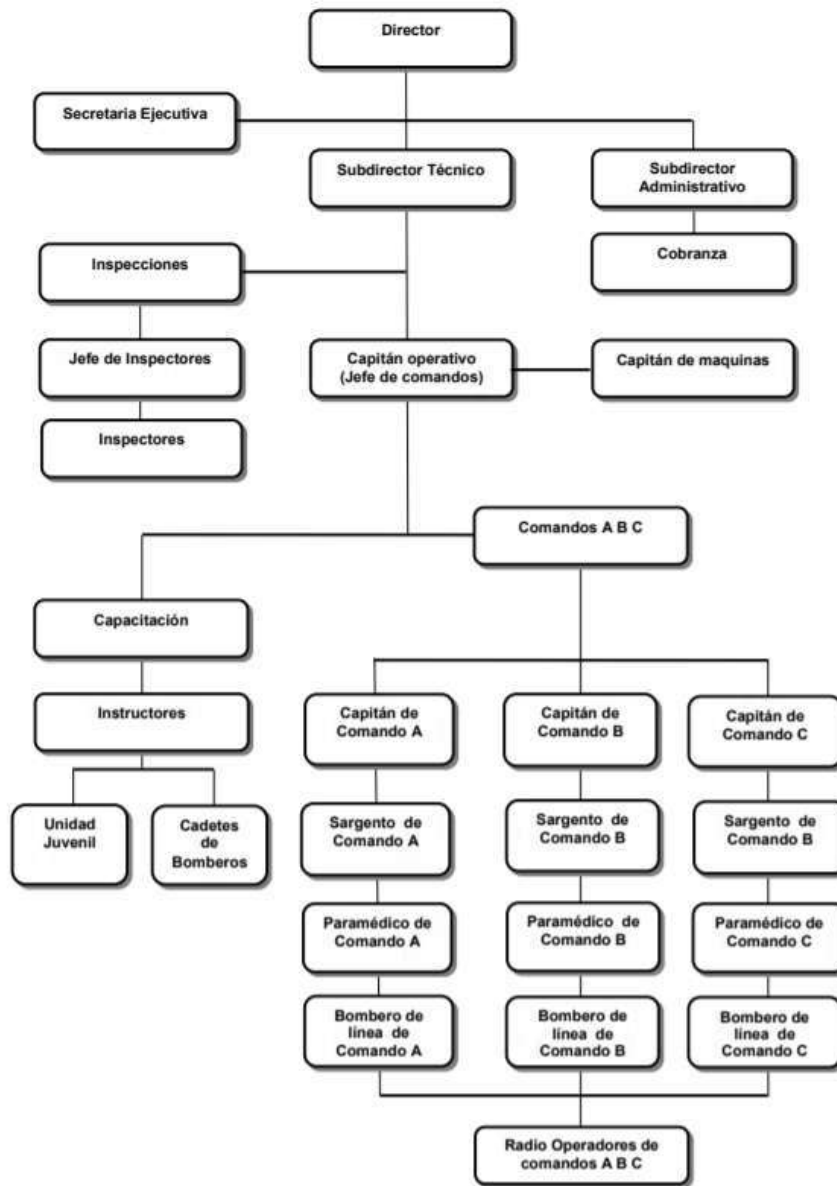 Director
Secretaria Ejecutiva
Subdirector Técnico
Subdirector
Administrativo
Inspecciones
Cobranza
Jefe de Inspectores
Capitán operativo
(Jefe de comandos)
Capitán de maquinas
Inspectores
Comandos A B C
Capacitación
Instructores
Capitán de
Comando A
Capitán de
Comando B
Capitán de
Comando C
Unidad
Juvenil
Cadetes
de
Bomberos
Sargento de
Comando A
Sargento de
Comando B
Sargento de
Comando B
Paramédico de
Comando A
Paramédico de
Comando B
Paramédico de
Comando C
Bombero de
línea de
Comando A
Bombero de
línea de
Comando B
Bombero de
línea de
Comando C
Radio Operadores de
comandos A B C